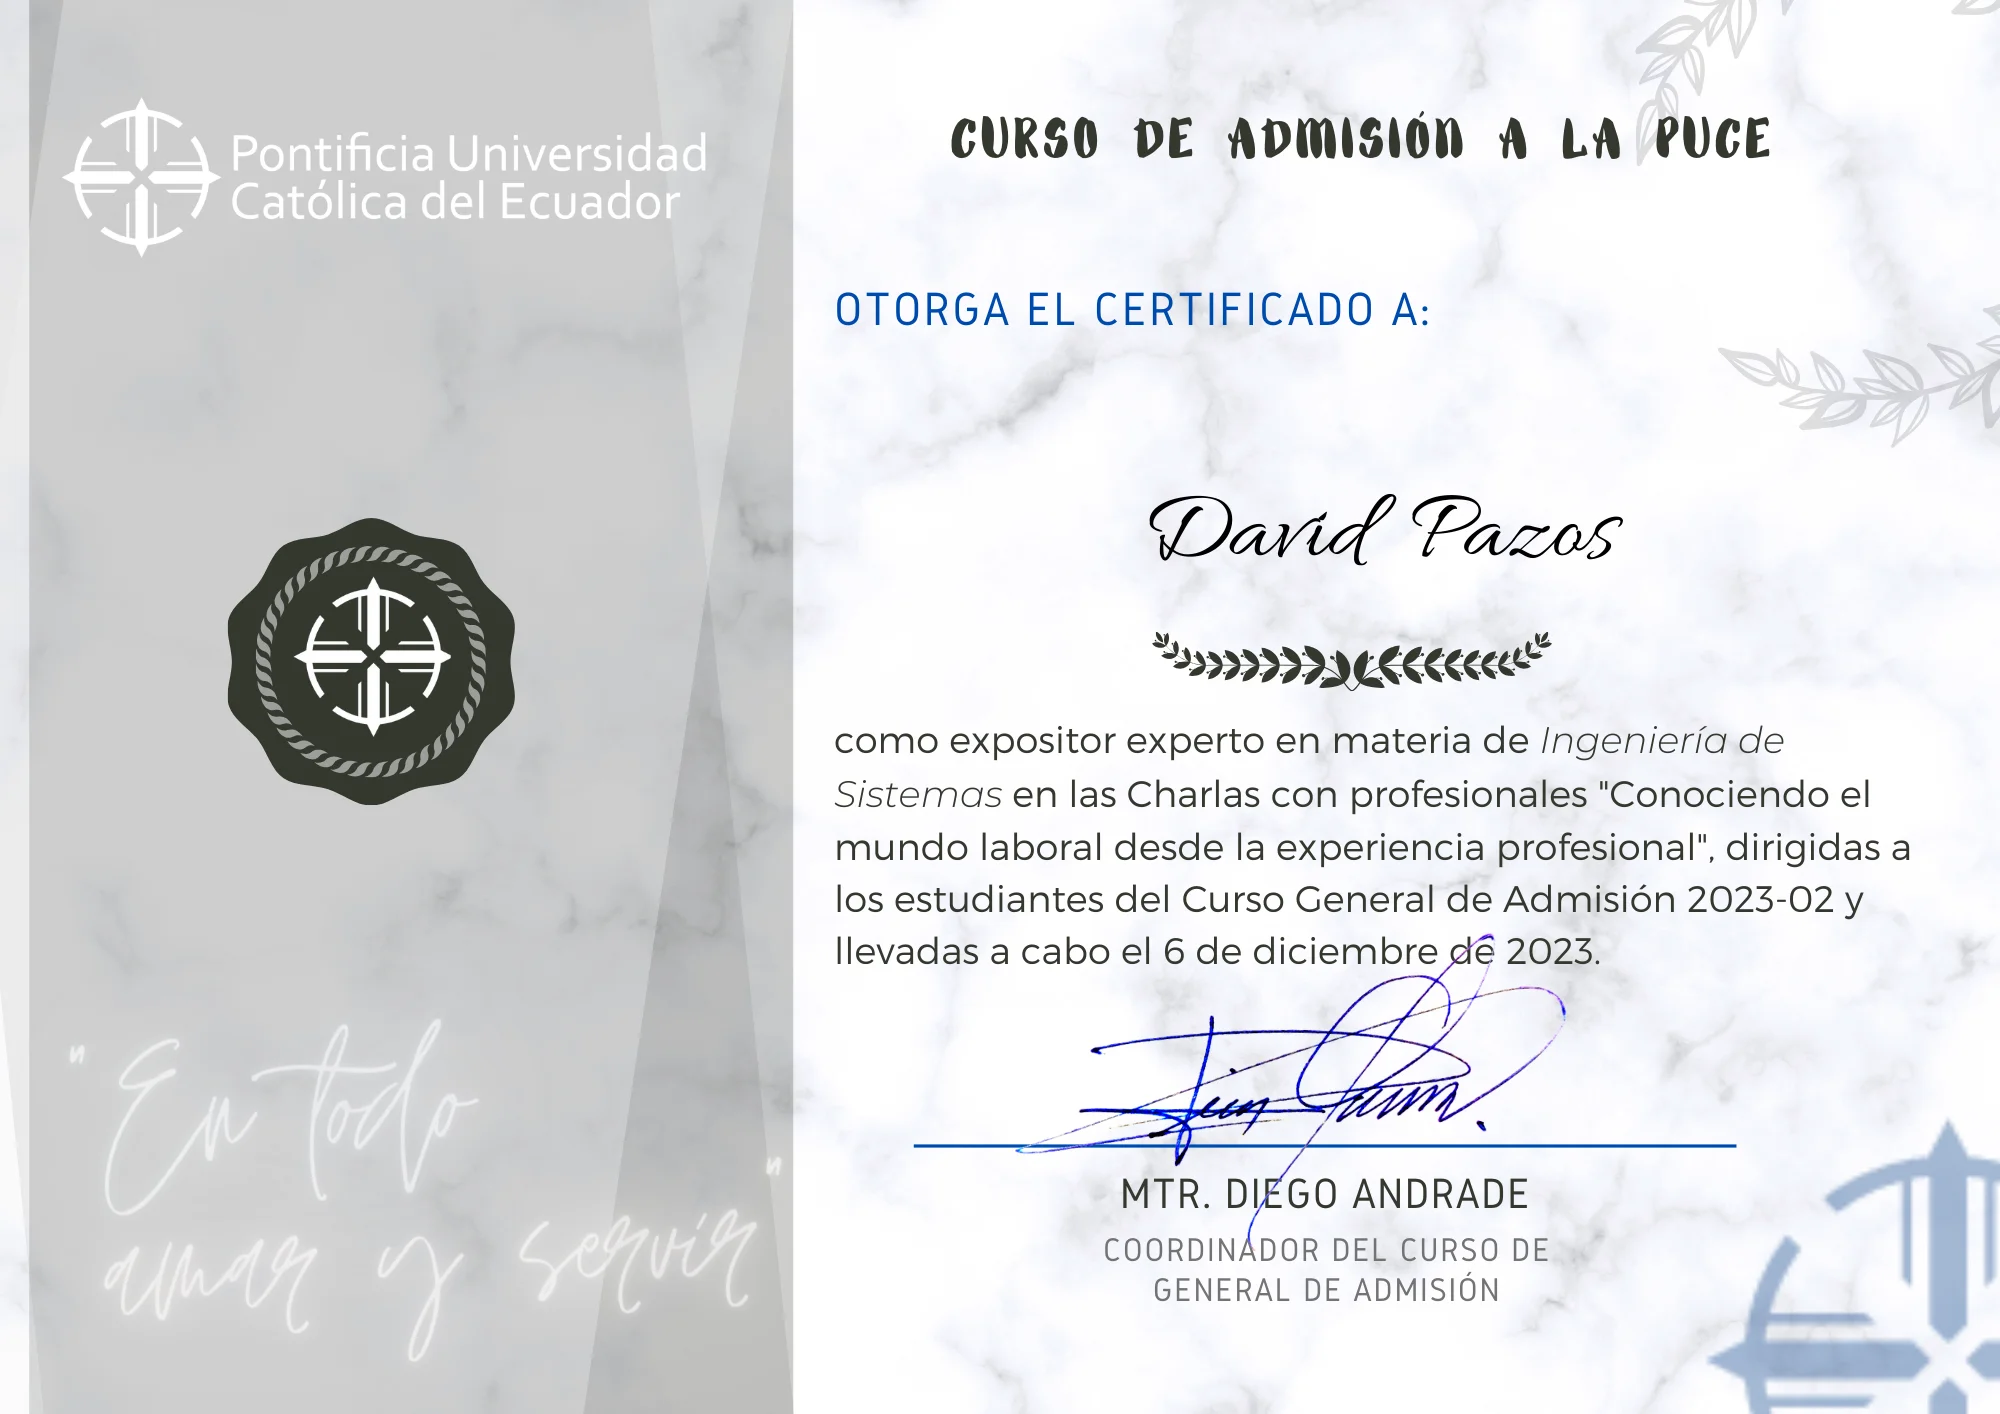 Pontificia Universidad
Católica del Ecuador
"En todo
amar y servir"
CURSO DE ADMISIÓN A LA PUCE
OTORGA EL CERTIFICADO A:
David Pazos
como expositor experto en materia de Ingeniería de
Sistemas en las Charlas con profesionales "Conociendo el
mundo laboral desde la experiencia profesional", dirigidas a
los estudiantes del Curso General de Admisión 2023-02 y
llevadas a cabo el 6 de diciembre de 2023.
MTR. DIEGO ANDRADE
COORDINADOR DEL CURSO DE
GENERAL DE ADMISIÓN